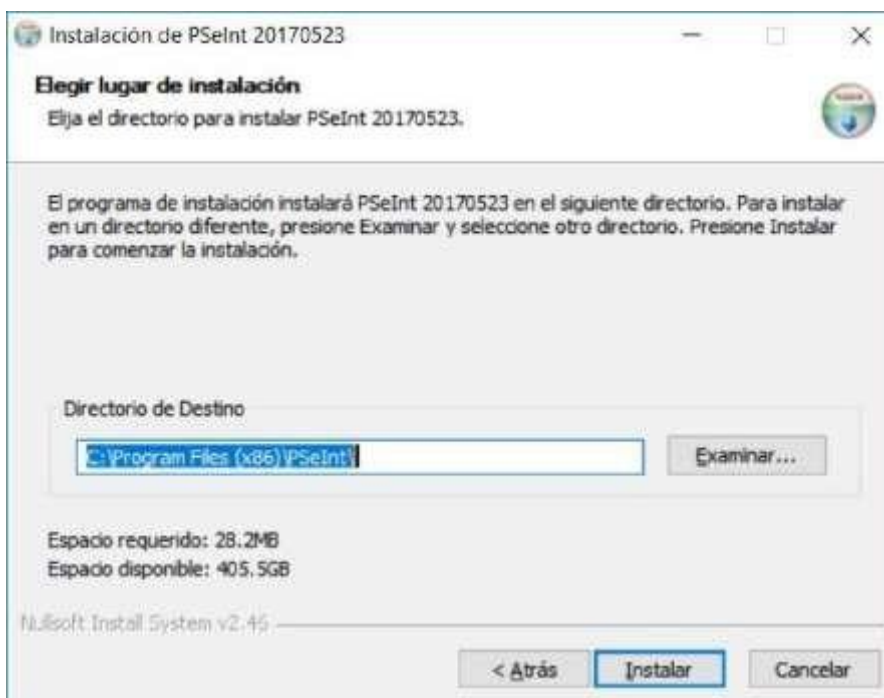 Instalación de PSeInt 20170523
Elegir lugar de instalación
Elija el directorio para instalar PSeInt 20170523.
El programa de instalación instalará PSeInt 20170523 en el siguiente directorio. Para instalar
en un directorio diferente, presione Examinar y seleccione otro directorio. Presione Instalar
para comenzar la instalación.
Directorio de Destino
C:\Program Files (x86)\PSeInt\
Examinar...
Espacio requerido: 28.2MB
Espacio disponible: 405.5GB
Nullsoft Install System v2.46
< Atrás
Instalar
Cancelar